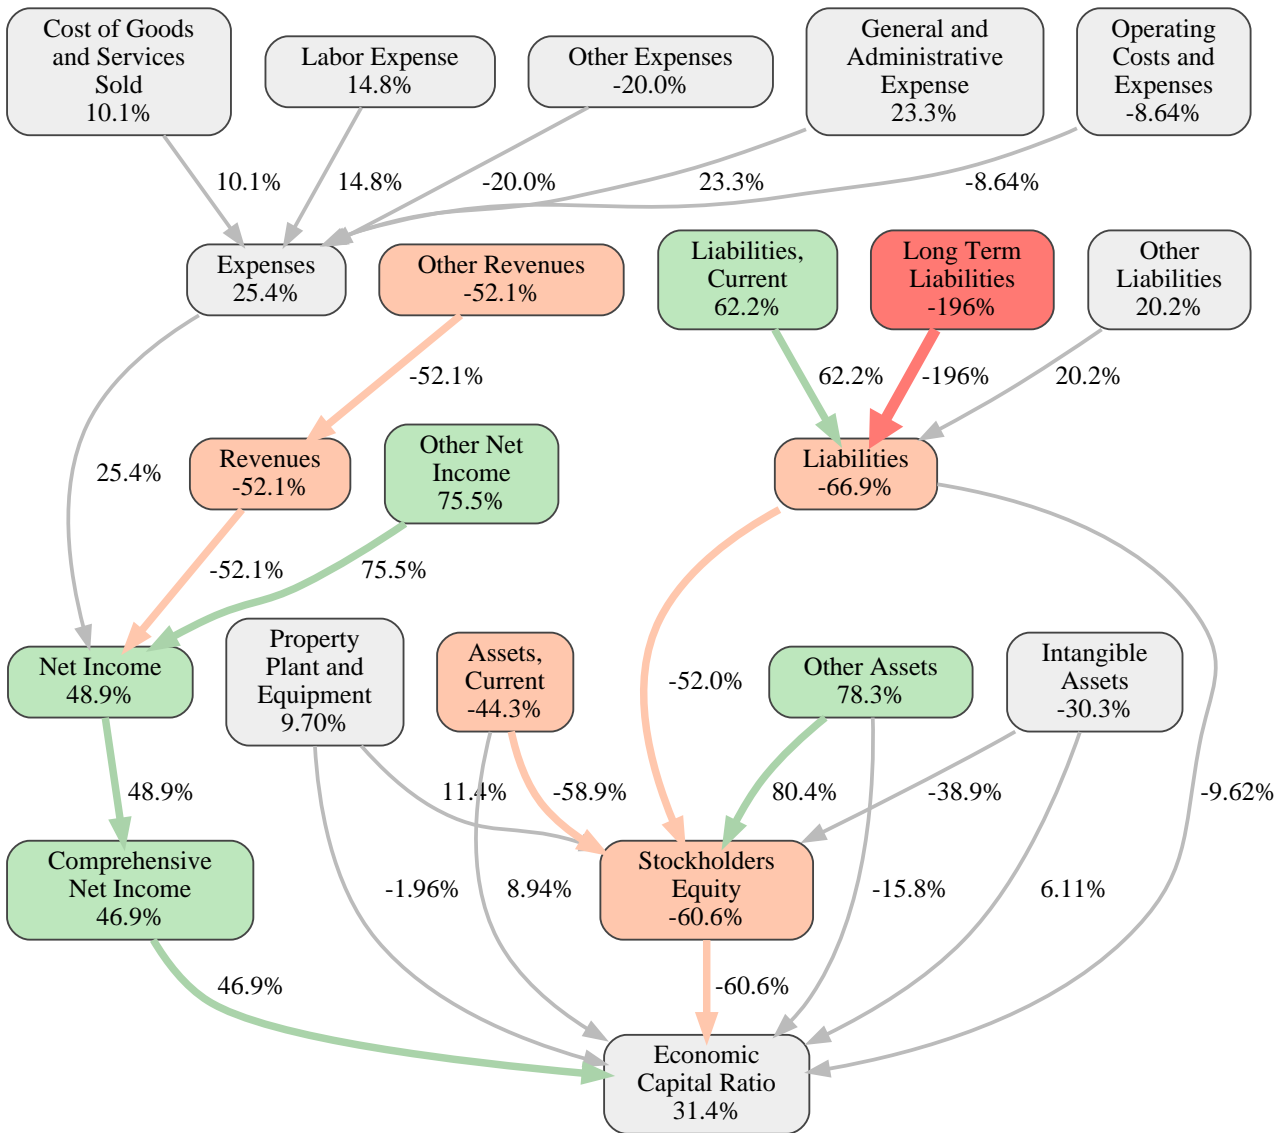 Cost of Goods
and Services
Sold
10.1%
Labor Expense
14.8%
Other Expenses
-20.0%
General and
Administrative
Expense
23.3%
Operating
Costs and
Expenses
-8.64%
10.1%
14.8%
-20.0%
23.3%
-8.64%
Expenses
25.4%
Other Revenues
-52.1%
Liabilities,
Current
62.2%
Long Term
Liabilities
-196%
Other
Liabilities
20.2%
-52.1%
62.2%
-196%
20.2%
25.4%
Revenues
-52.1%
Other Net
Income
75.5%
Liabilities
-66.9%
-52.1%
75.5%
Net Income
48.9%
Property
Plant and
Equipment
9.70%
Assets,
Current
-44.3%
-52.0%
Other Assets
78.3%
Intangible
Assets
-30.3%
48.9%
11.4%
-58.9%
80.4%
-38.9%
-9.62%
Comprehensive
Net Income
46.9%
-1.96%
8.94%
Stockholders
Equity
-60.6%
-15.8%
6.11%
46.9%
-60.6%
Economic
Capital Ratio
31.4%